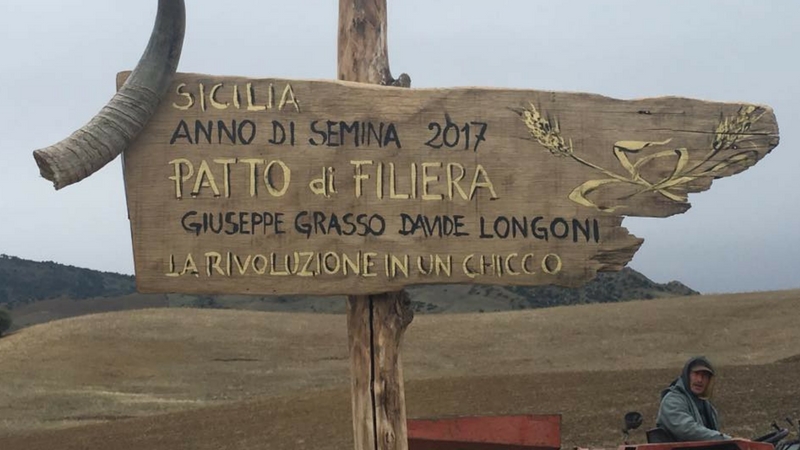 SICILIA
ANNO DI SEMINA 2017
PATTO di FILIERA
GIUSEPPE GRASSO DAVIDE LONGONI
LA RIVOLUZIONE IN UN CHICCO